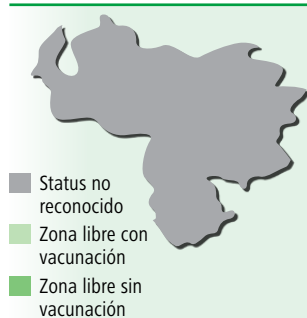 Status no
reconocido
Zona libre con
vacunación
Zona libre sin
vacunación